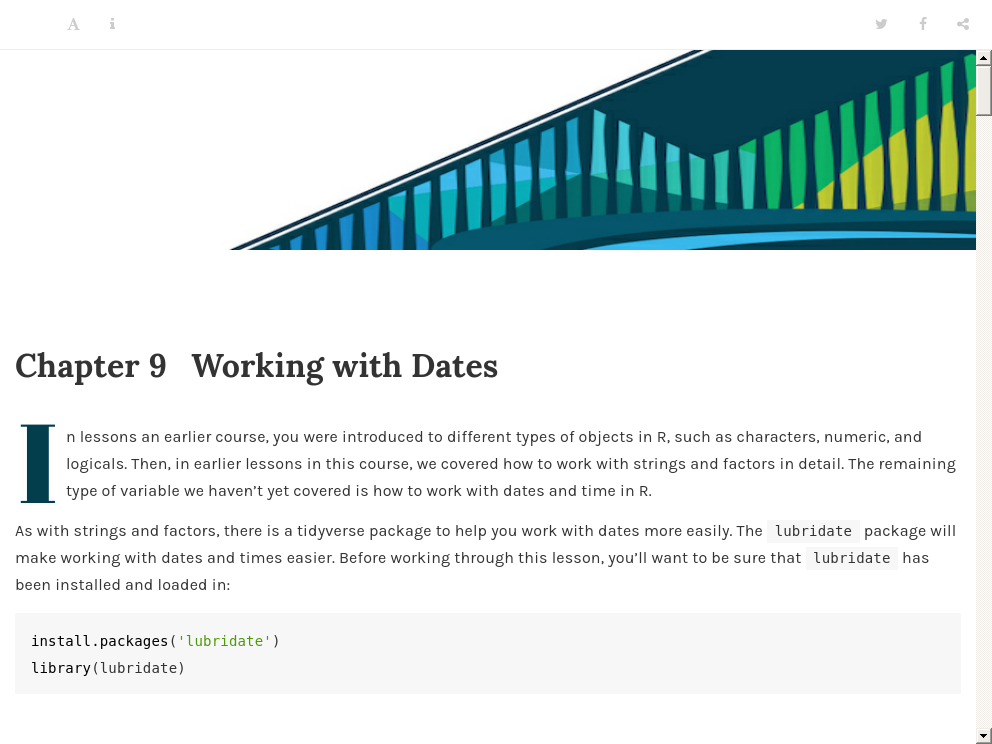 Chapter 9 Working with Dates
In lessons an earlier course, you were introduced to different types of objects in R, such as characters, numeric, and
logicals. Then, in earlier lessons in this course, we covered how to work with strings and factors in detail. The remaining
type of variable we haven’t yet covered is how to work with dates and time in R.
As with strings and factors, there is a tidyverse package to help you work with dates more easily. The lubridate package will
make working with dates and times easier. Before working through this lesson, you’ll want to be sure that lubridate has
been installed and loaded in:
install.packages('lubridate')
library(lubridate)